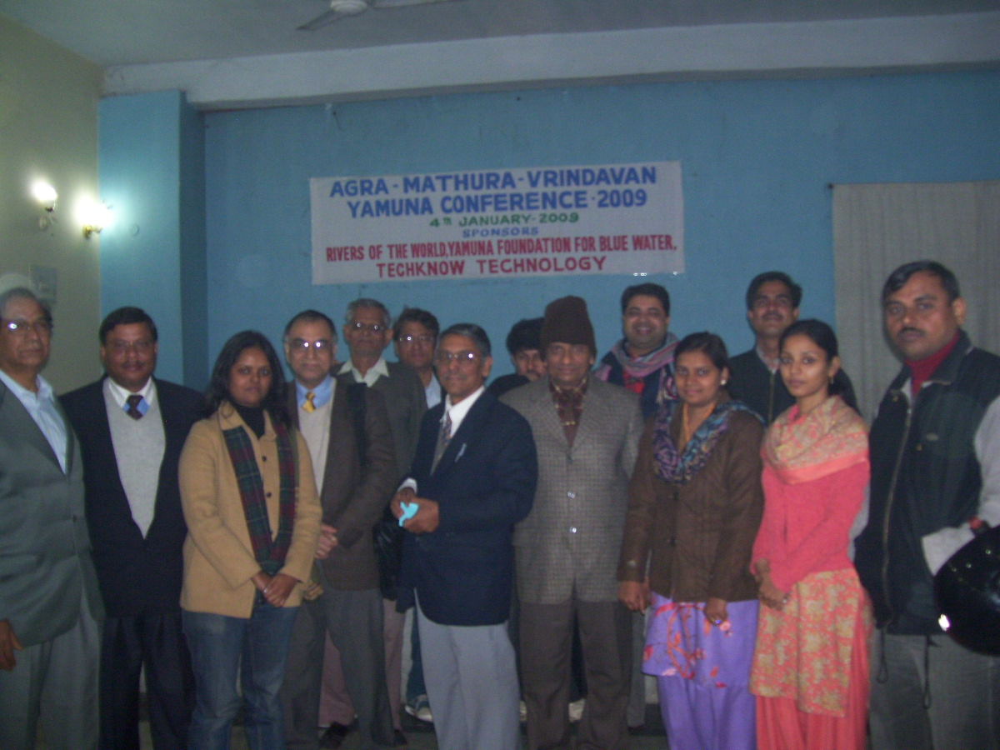 AGRA - MATHURA - VRINDAVAN
YAMUNA CONFERENCE - 2009
4TH JANUARY - 2009
SPONSORS
RIVERS OF THE WORLD, YAMUNA FOUNDATION FOR BLUE WATER,
TECHKNOW TECHNOLOGY